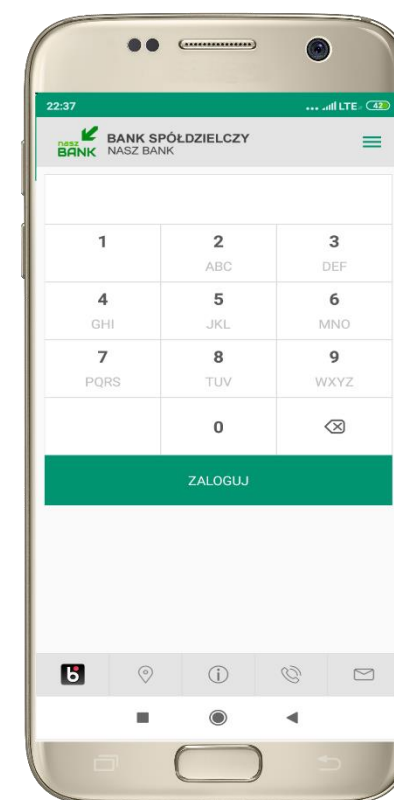 22:37
... LTE 42
nasz BANK
BANK SPÓŁDZIELCZY
NASZ BANK
1 2 3
ABC DEF
4 5 6
GHI JKL MNO
7 8 9
PQRS TUV WXYZ
0
ZALOGUJ
b